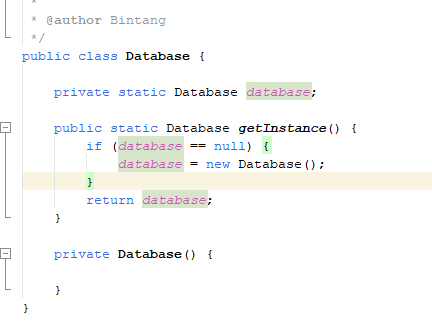 *
* @author Bintang
*/
public class Database {
private static Database database;
public static Database getInstance() {
if (database == null) {
database = new Database();
}
return database;
}
private Database() {
}
}